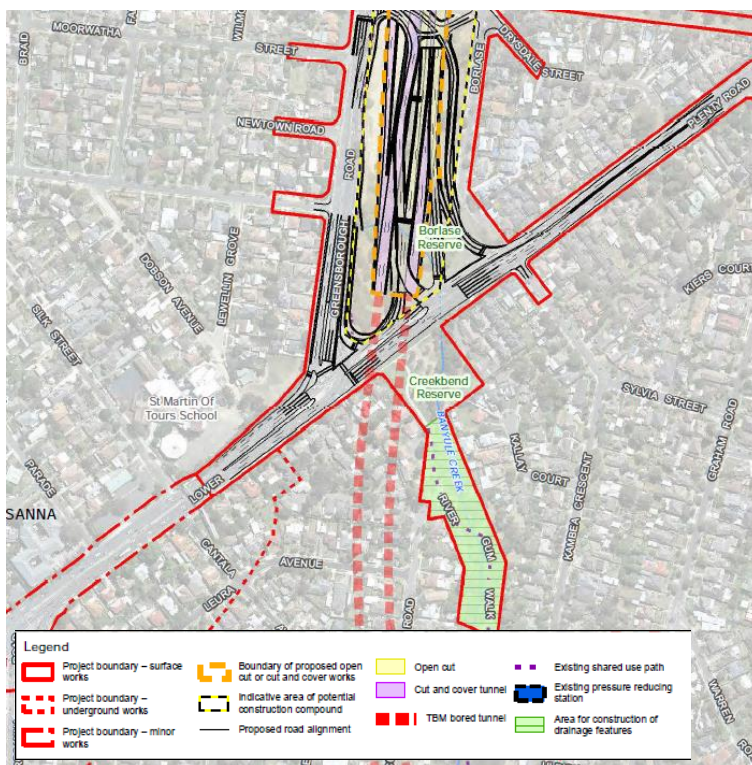 MOORWATHA
BRAID
STREET
DRYSDALE
STREET
BORLASE
PLENTY ROAD
NEWTOWN ROAD
ROAD
GREENSBOROUGH
Borlase
Reserve
LEWELLIN GROVE
DOBSON AVENUE
SILK STREET
KIERS COURT
St Martin Of
Tours School
Creekbend
Reserve
BANYULE CREEK
SYLVIA STREET
GRAHAM ROAD
KALLAY COURT
KAMBEA CRESCENT
PARADE
LOWER
SANNA
RIVER
GUM
WALK
CANTALA
AVENUE
LEURA
ROAD
WARREN
Legend
Project boundary – surface
works
Project boundary –
underground works
Project boundary – minor
works
Boundary of proposed open
cut or cut and cover works
Indicative area of potential
construction compound
Proposed road alignment
Open cut
Cut and cover tunnel
TBM bored tunnel
Existing shared use path
Existing pressure reducing
station
Area for construction of
drainage features